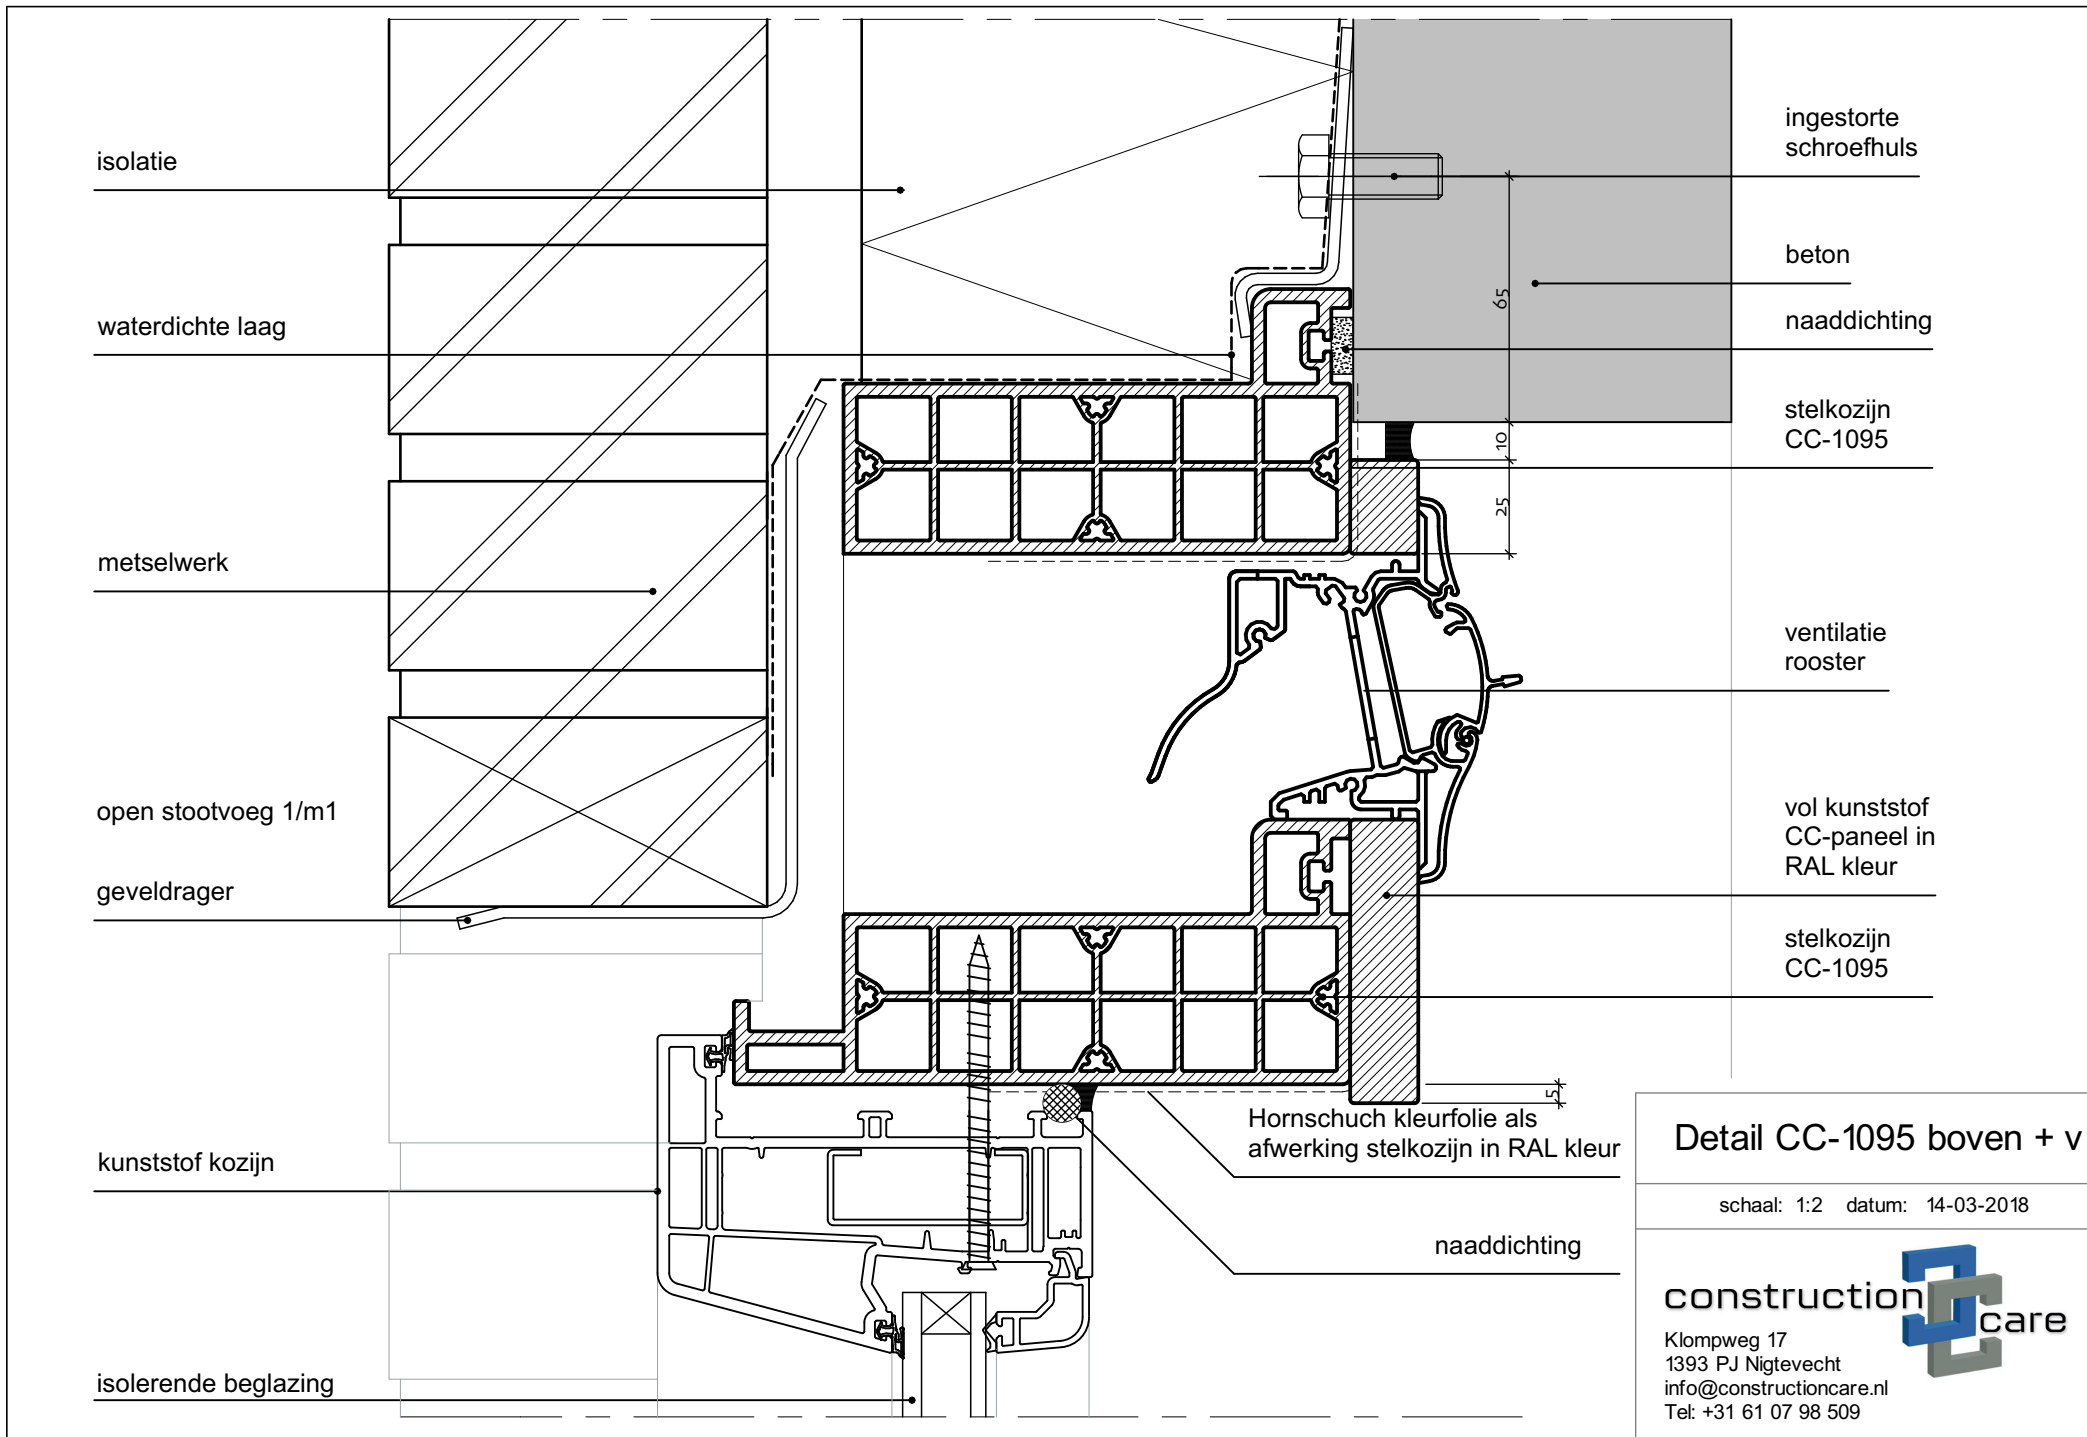 isolatie
waterdichte laag
metselwerk
open stootvoeg 1/m1
geveldrager
kunststof kozijn
isolerende beglazing
ingestorte
schroefhuls
beton
naaddichting
stelkozijn
CC-1095
ventilatie
rooster
vol kunststof
CC-paneel in
RAL kleur
stelkozijn
CC-1095
65
10
25
5
Hornschuch kleurfolie als
afwerking stelkozijn in RAL kleur
naaddichting
Detail CC-1095 boven + v
schaal: 1:2 datum: 14-03-2018
construction
care
Klompweg 17
1393 PJ Nigtevecht
info@constructioncare.nl
Tel: +31 61 07 98 509